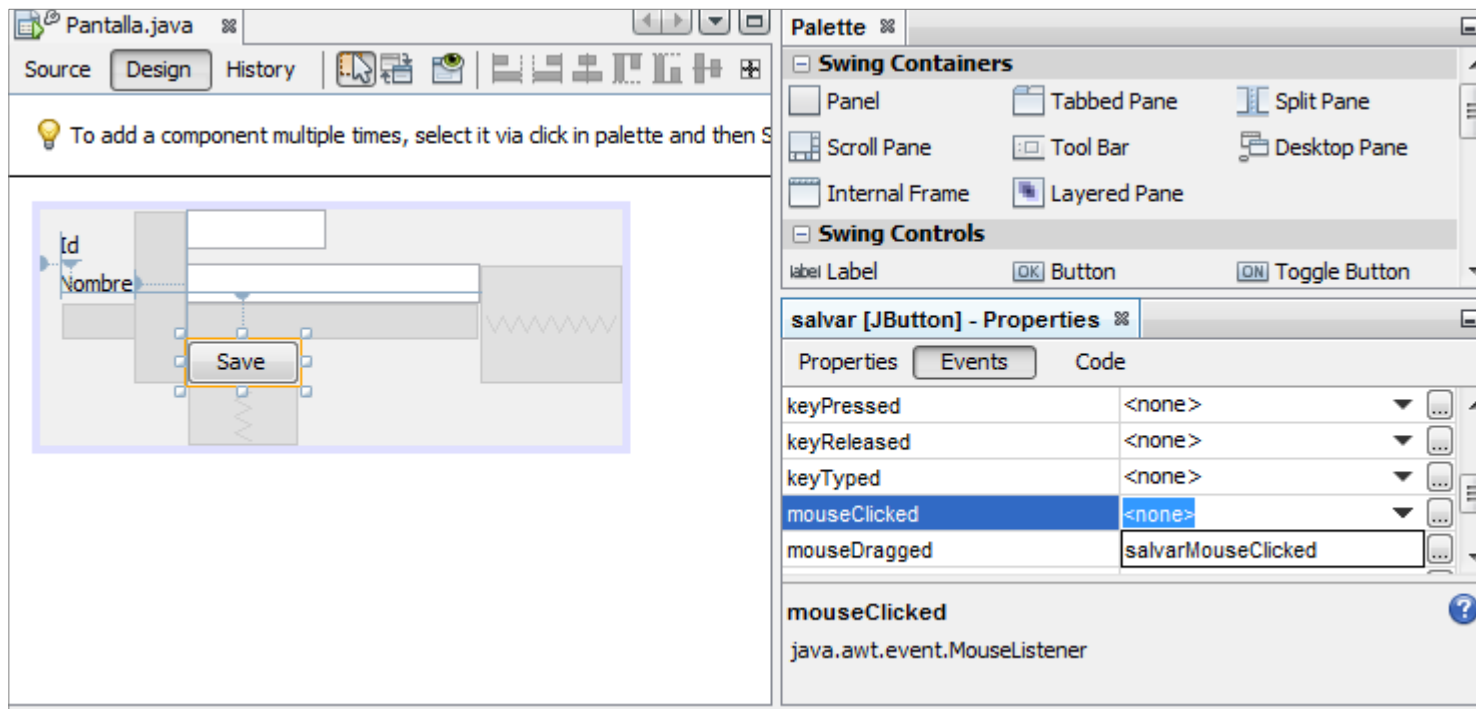 Pantalla.java
Source Design History
To add a component multiple times, select it via click in palette and then S
Id
Nombre
Save
Palette
Swing Containers
Panel Tabbed Pane Split Pane
Scroll Pane Tool Bar Desktop Pane
Internal Frame Layered Pane
Swing Controls
label Label OK Button ON Toggle Button
salvar [JButton] - Properties
Properties Events Code
keyPressed <none> ...
keyReleased <none> ...
keyTyped <none> ...
mouseClicked <none> ...
mouseDragged salvarMouseClicked ...
mouseClicked
java.awt.event.MouseListener